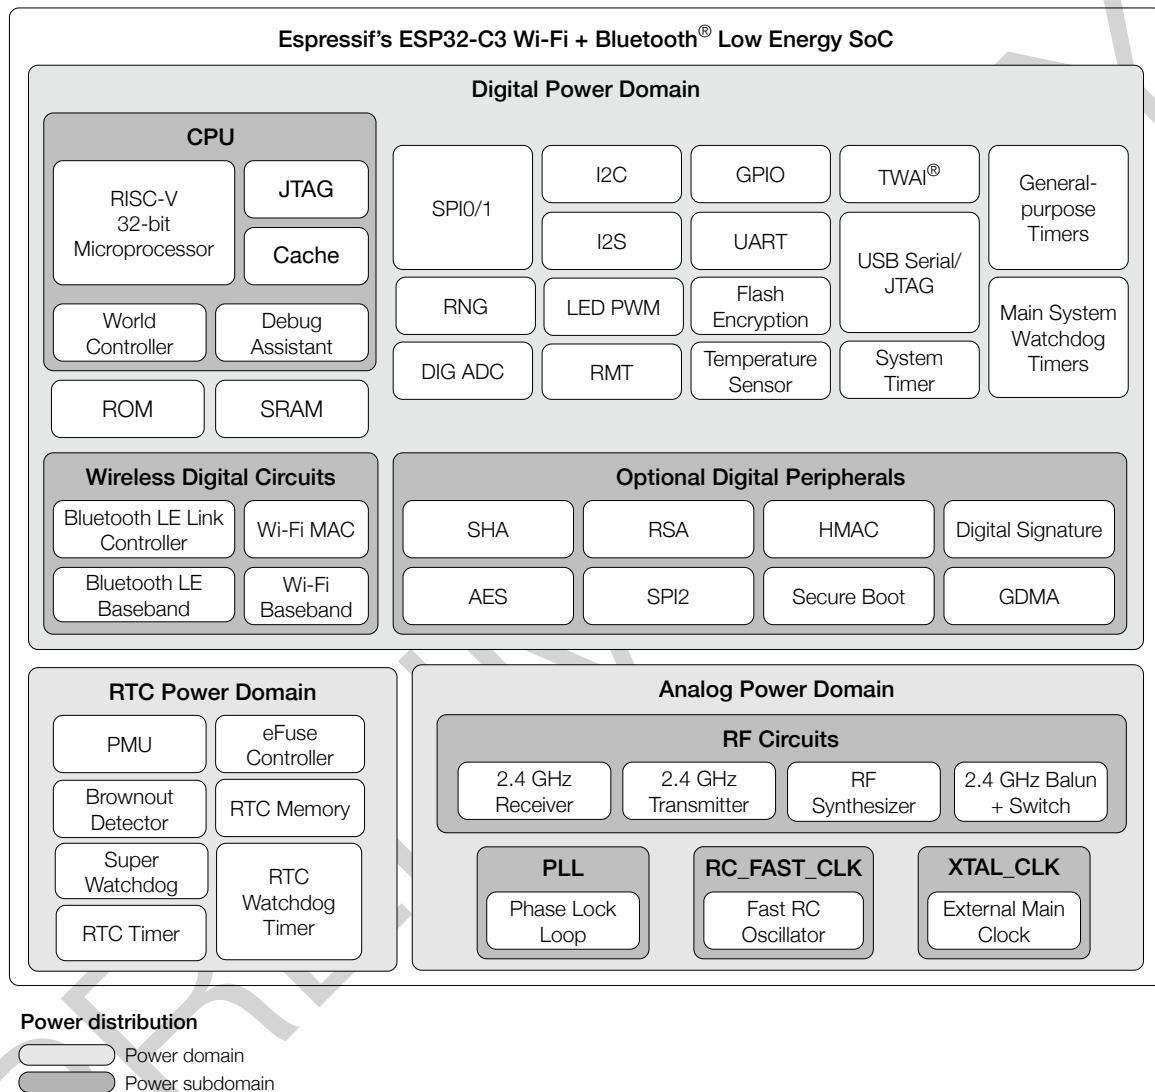 Espressif's ESP32-C3 Wi-Fi + Bluetooth® Low Energy SoC
Digital Power Domain
CPU
RISC-V
32-bit
Microprocessor
JTAG
Cache
World
Controller
Debug
Assistant
ROM
SRAM
SPI0/1
I2C
GPIO
TWAI®
General-
purpose
Timers
I2S
UART
USB Serial/
JTAG
RNG
LED PWM
Flash
Encryption
Main System
Watchdog
Timers
DIG ADC
RMT
Temperature
Sensor
System
Timer
Wireless Digital Circuits
Bluetooth LE Link
Controller
Wi-Fi MAC
Bluetooth LE
Baseband
Wi-Fi
Baseband
Optional Digital Peripherals
SHA
RSA
HMAC
Digital Signature
AES
SPI2
Secure Boot
GDMA
RTC Power Domain
PMU
eFuse
Controller
Brownout
Detector
RTC Memory
Super
Watchdog
RTC
Watchdog
Timer
RTC Timer
Analog Power Domain
RF Circuits
2.4 GHz
Receiver
2.4 GHz
Transmitter
RF
Synthesizer
2.4 GHz Balun
+ Switch
PLL
Phase Lock
Loop
RC_FAST_CLK
Fast RC
Oscillator
XTAL_CLK
External Main
Clock
Power distribution
Power domain
Power subdomain